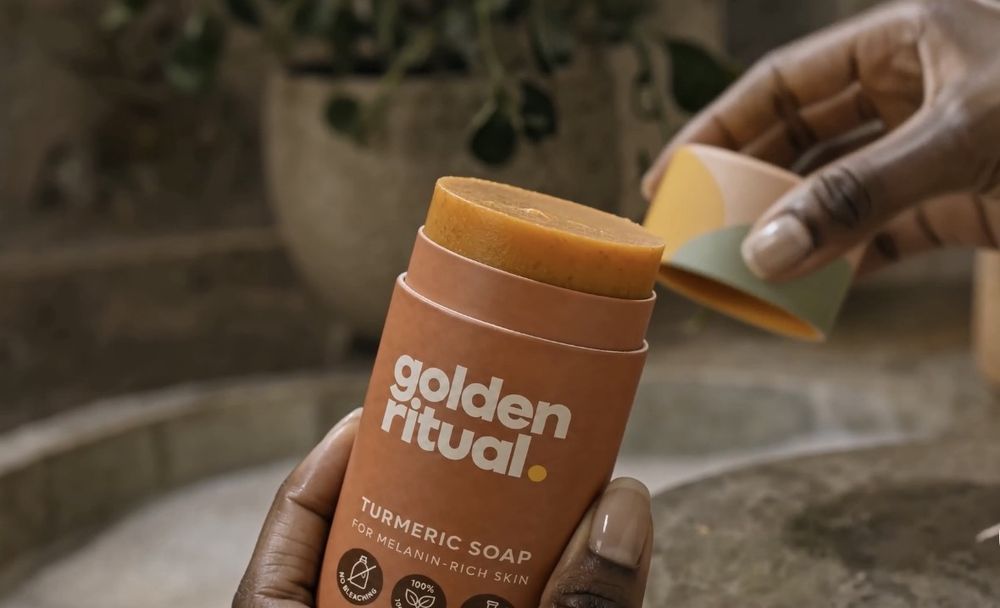 golden
ritual.
TURMERIC SOAP
FOR MELANIN-RICH SKIN
NO BLEACHING
100%